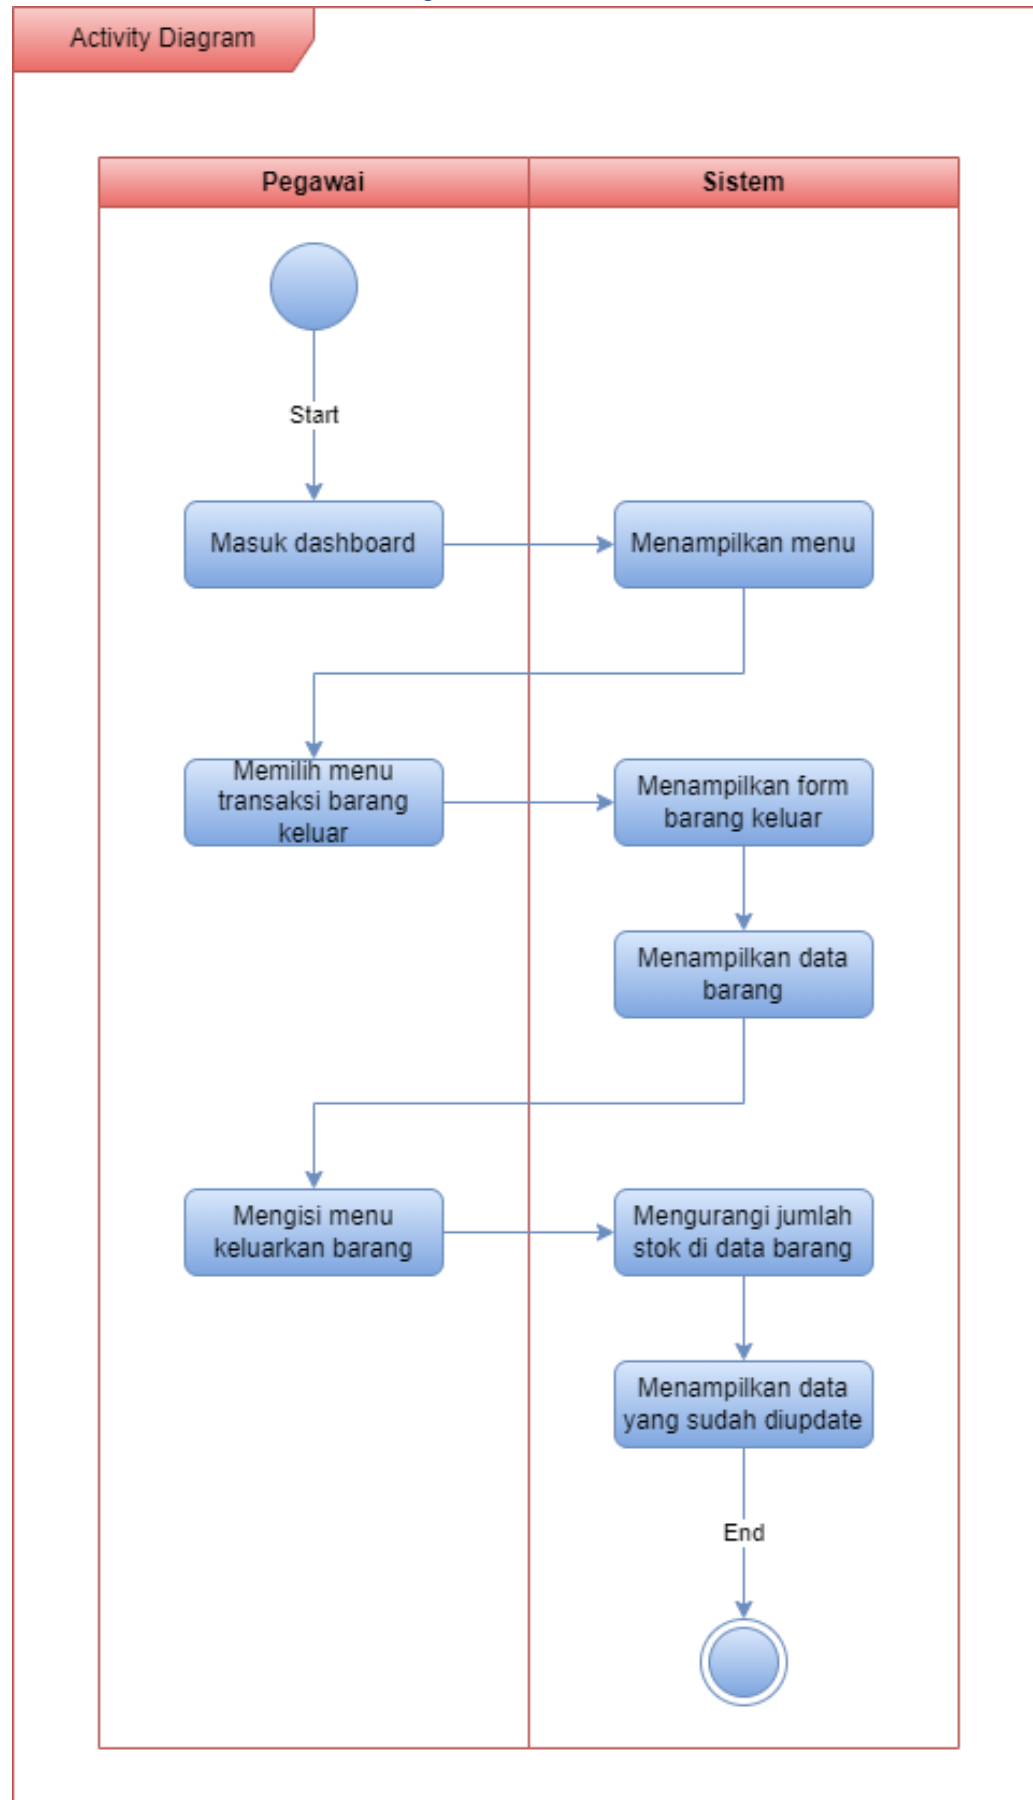 Activity Diagram
Pegawai
Sistem
Start
Masuk dashboard
Menampilkan menu
Memilih menu
transaksi barang
keluar
Menampilkan form
barang keluar
Menampilkan data
barang
Mengisi menu
keluarkan barang
Mengurangi jumlah
stok di data barang
Menampilkan data
yang sudah diupdate
End